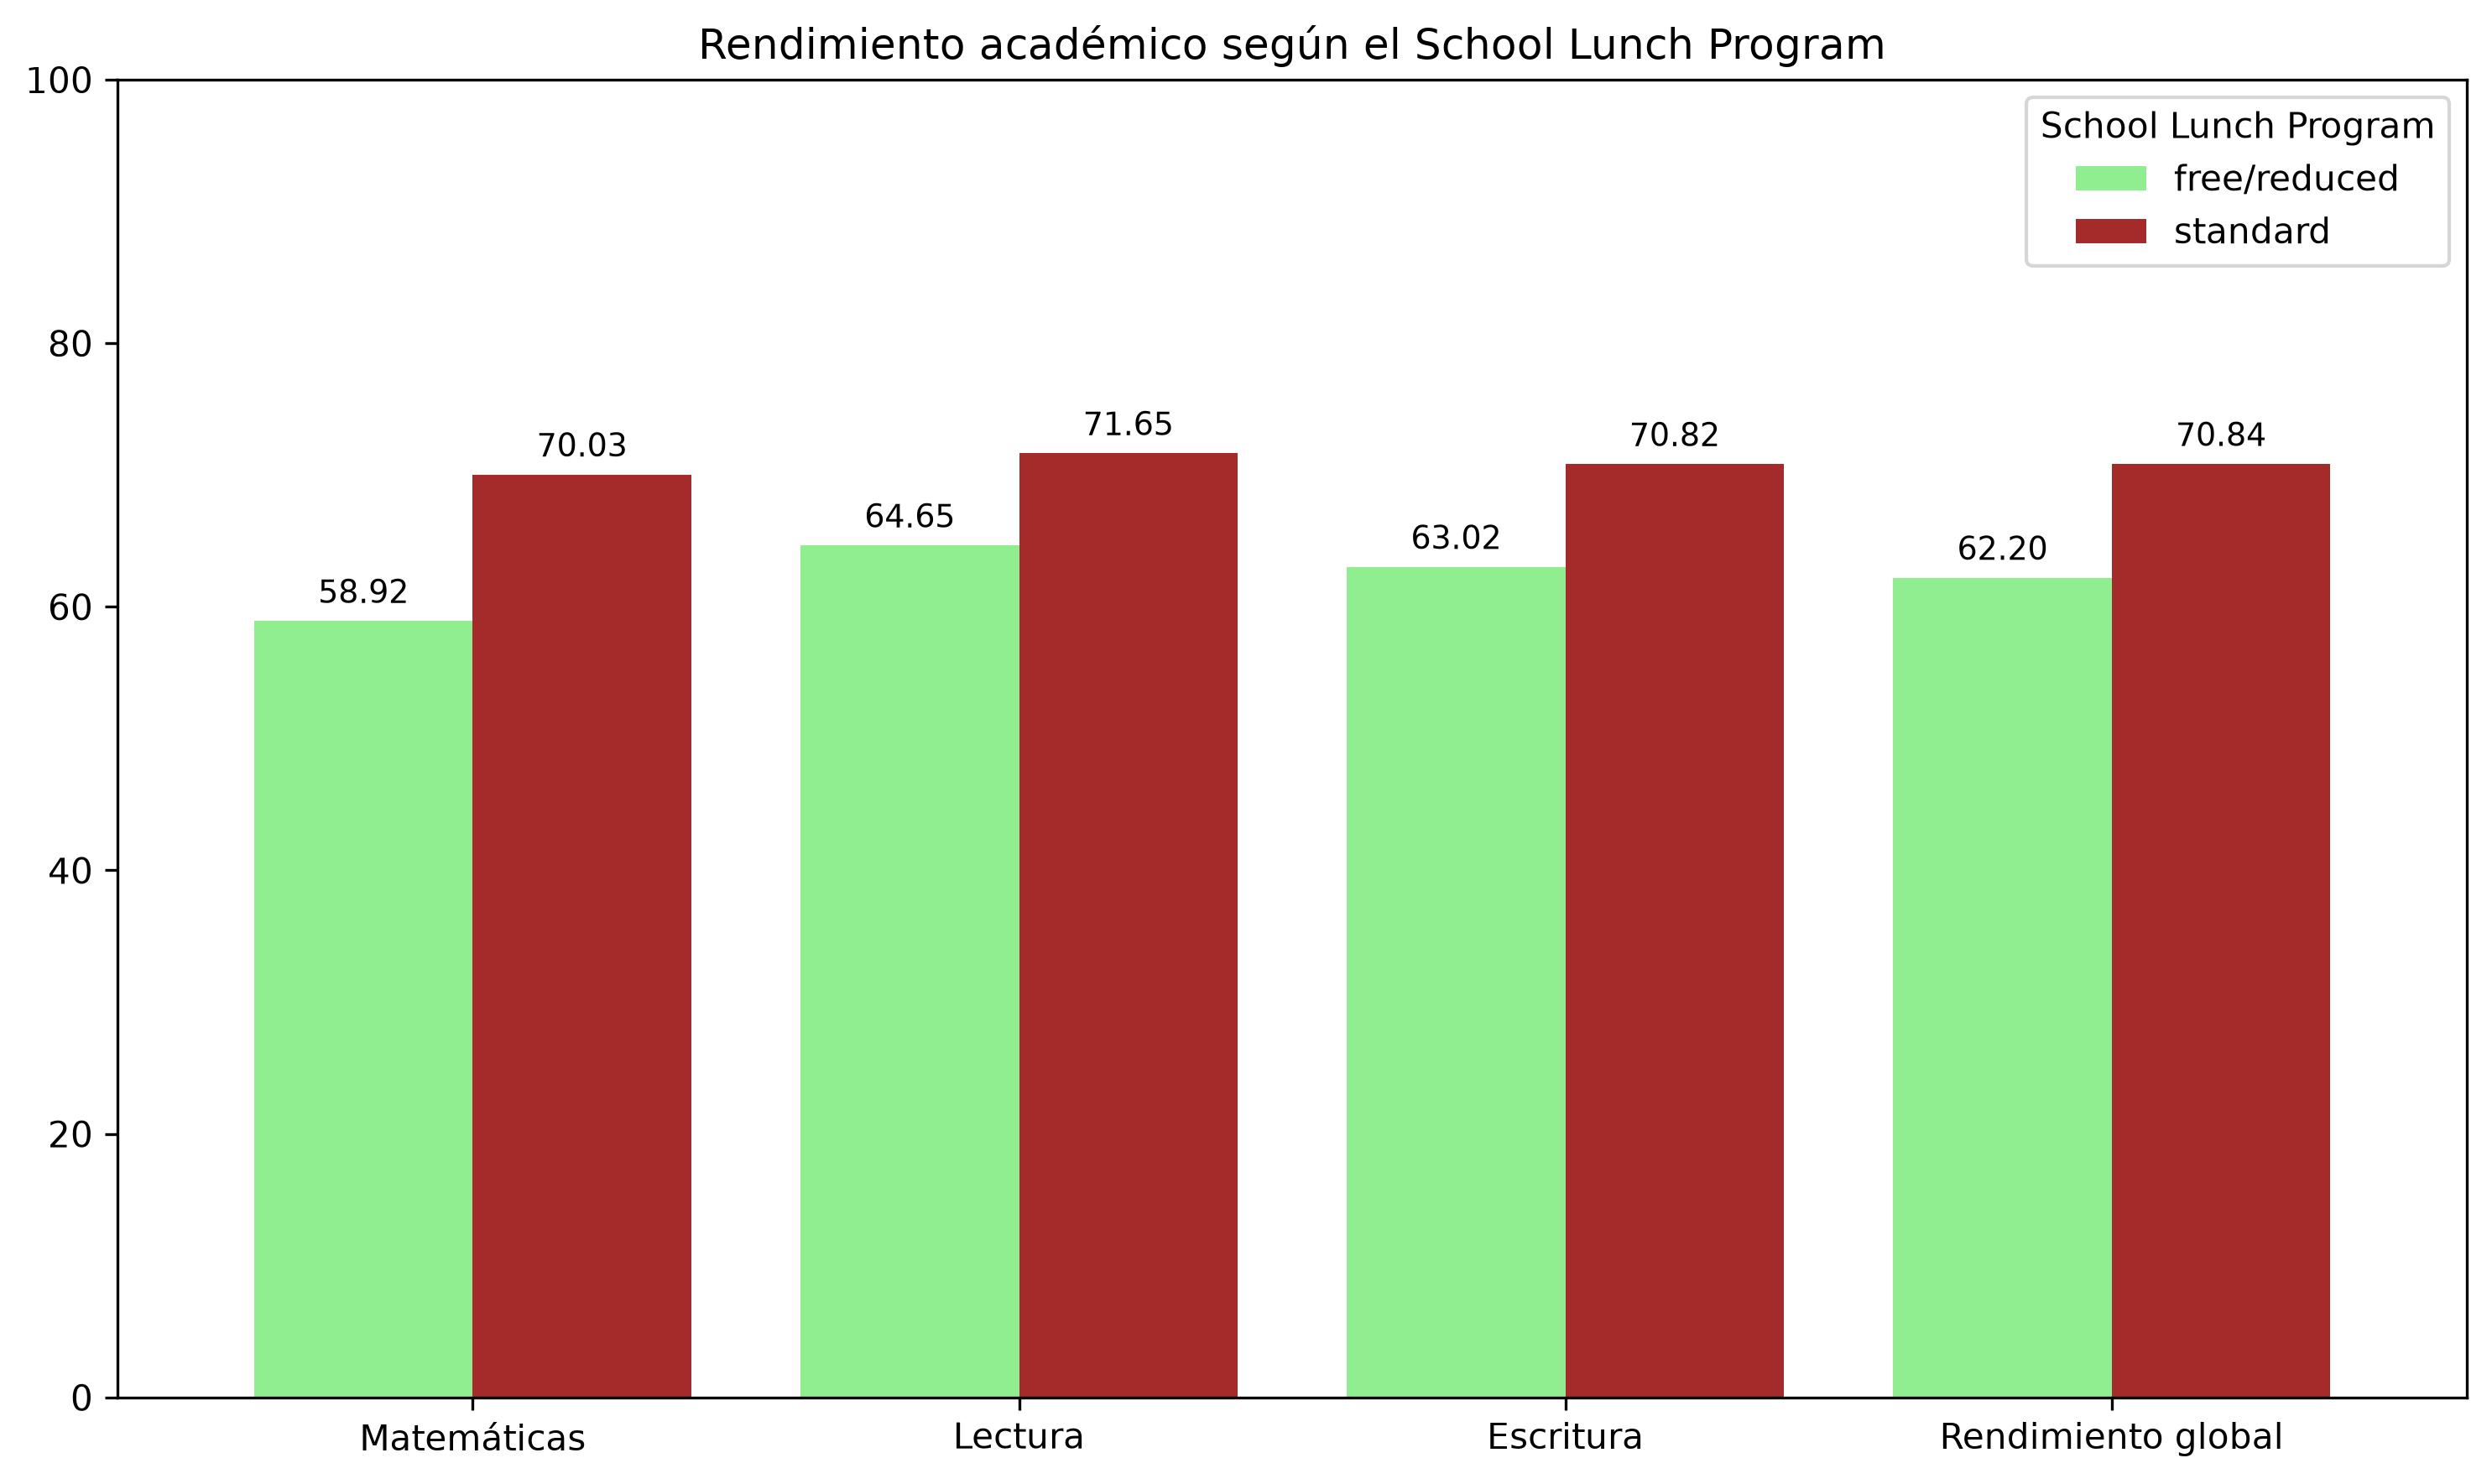 Rendimiento académico según el School Lunch Program
School Lunch Program
free/reduced
standard
100
80
60
40
20
0
58.92
70.03
64.65
71.65
63.02
70.82
62.20
70.84
Matemáticas
Lectura
Escritura
Rendimiento global